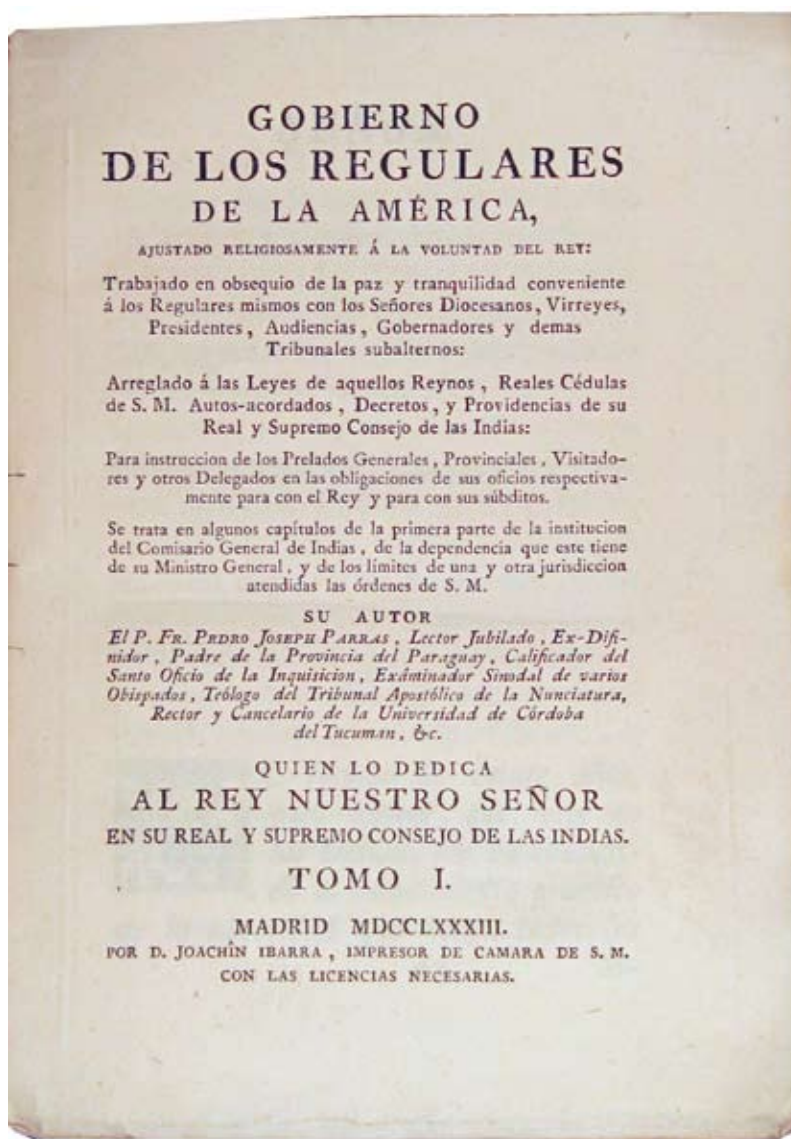 GOBIERNO
DE LOS REGULARES
DE LA AMÉRICA,
AJUSTADO RELIGIOSAMENTE Á LA VOLUNTAD DEL REY:
Trabajado en obsequio de la paz y tranquilidad conveniente
á los Regulares mismos con los Señores Diocesanos, Virreyes,
Presidentes, Audiencias, Gobernadores y demas
Tribunales subalternos:
Arreglado á las Leyes de aquellos Reynos, Reales Cédulas
de S. M. Autos-acordados, Decretos, y Providencias de su
Real y Supremo Consejo de las Indias:
Para instruccion de los Prelados Generales, Provinciales, Visitado-
res y otros Delegados en las obligaciones de sus oficios respectiva-
mente para con el Rey y para con sus súbditos.
Se trata en algunos capítulos de la primera parte de la institucion
del Comisario General de Indias, de la dependencia que este tiene
de su Ministro General, y de los límites de una y otra jurisdiccion
atendidas las órdenes de S. M.
SU AUTOR
El P. FR. PEDRO JOSEPH PARRAS, Lector Jubilado, Ex-Difi-
nidor, Padre de la Provincia del Paraguay, Calificador del
Santo Oficio de la Inquisicion, Exâminador Sinodal de varios
Obispados, Teólogo del Tribunal Apostólico de la Nunciatura,
Rector y Cancelario de la Universidad de Córdoba
del Tucuman, &c.
QUIEN LO DEDICA
AL REY NUESTRO SEÑOR
EN SU REAL Y SUPREMO CONSEJO DE LAS INDIAS.
TOMO I.
MADRID MDCCLXXXIII.
POR D. JOACHÎN IBARRA, IMPRESOR DE CAMARA DE S. M.
CON LAS LICENCIAS NECESARIAS.